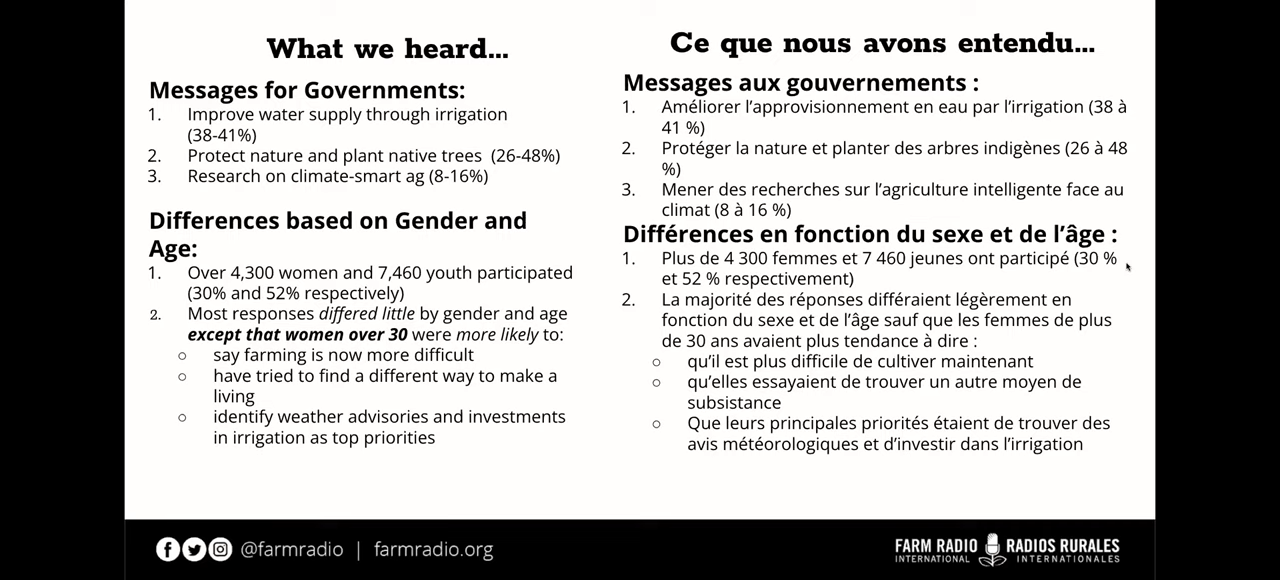 What we heard...
Messages for Governments:
1. Improve water supply through irrigation
(38-41%)
2. Protect nature and plant native trees (26-48%)
3. Research on climate-smart ag (8-16%)
Differences based on Gender and
Age:
1. Over 4,300 women and 7,460 youth participated
(30% and 52% respectively)
2. Most responses differed little by gender and age
except that women over 30 were more likely to:
○ say farming is now more difficult
○ have tried to find a different way to make a
living
○ identify weather advisories and investments
in irrigation as top priorities
Ce que nous avons entendu...
Messages aux gouvernements :
1. Améliorer l’approvisionnement en eau par l’irrigation (38 à
41 %)
2. Protéger la nature et planter des arbres indigènes (26 à 48
%)
3. Mener des recherches sur l’agriculture intelligente face au
climat (8 à 16 %)
Différences en fonction du sexe et de l’âge :
1. Plus de 4 300 femmes et 7 460 jeunes ont participé (30 %
et 52 % respectivement)
2. La majorité des réponses différaient légèrement en
fonction du sexe et de l’âge sauf que les femmes de plus
de 30 ans avaient plus tendance à dire :
○ qu’il est plus difficile de cultiver maintenant
○ qu’elles essayaient de trouver un autre moyen de
subsistance
○ Que leurs principales priorités étaient de trouver des
avis météorologiques et d’investir dans l’irrigation
@farmradio | farmradio.org
FARM RADIO INTERNATIONAL
RADIOS RURALES INTERNATIONALES